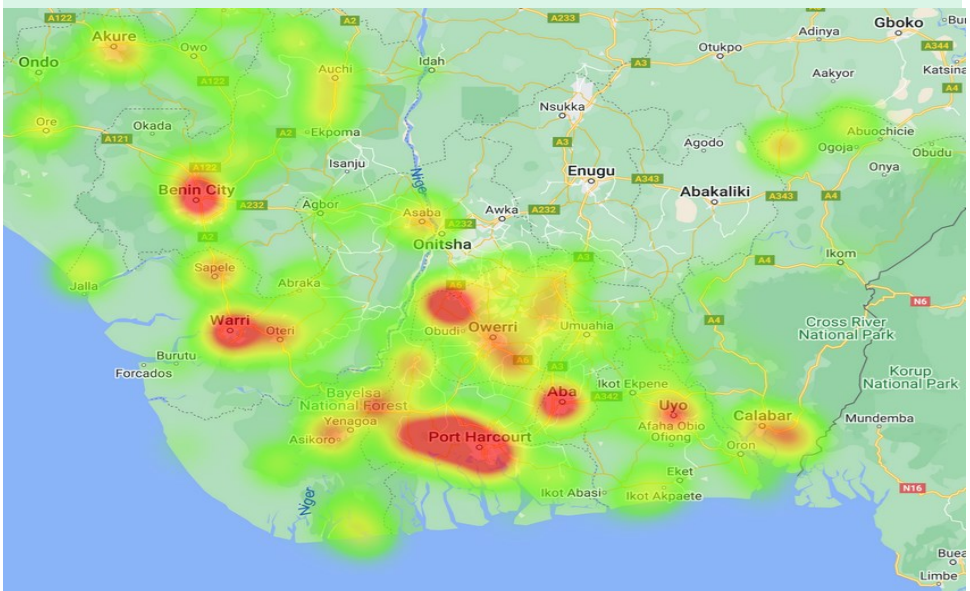 A122
A2
A233
Adinya
Gboko
Akure
Owo
Otukpo
A344
Ondo
Idah
A3
Katsina
Auchi
Aakyor
A122
A4
Nsukka
Ore
Okada
A2
Ekpoma
Abuochicie
A121
A3
Agodo
Ogoja
Obudu
Isanju
Onya
A122
Niger
Enugu
Benin City
A343
Abakaliki
A343
A4
Agbor
A232
Asaba
Awka
A232
A232
Onitsha
A2
A3
Ikom
Sapele
A4
Jalla
Abraka
A6
N6
Warri
Oteri
Obudi
Owerri
Umuahia
A4
Cross River
National Park
Burutu
A6
Forcados
A3
Korup
National Park
Bayelsa
National Forest
Aba
Ikot Ekpene
A342
Uyo
Yenagoa
Calabar
Mundemba
Asikoro
Port Harcourt
Afaha Obio
Ofiong
Oron
Eket
Niger
Ikot Abasi
Ikot Akpaete
N16
Limbe